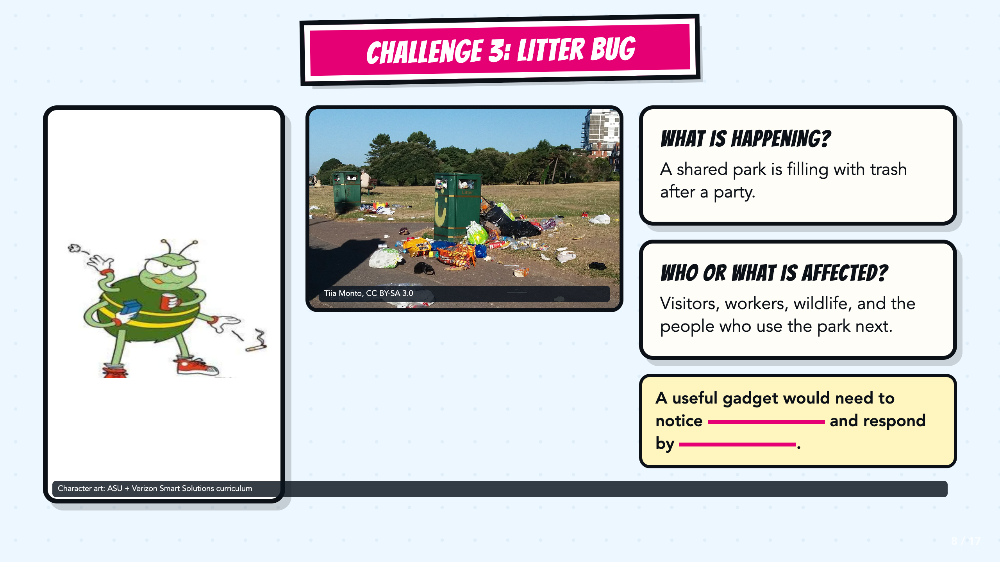 CHALLENGE 3: LITTER BUG
Litter
Tiia Monto, CC BY-SA 3.0
WHAT IS HAPPENING?
A shared park is filling with trash
after a party.
WHO OR WHAT IS AFFECTED?
Visitors, workers, wildlife, and the
people who use the park next.
A useful gadget would need to
notice and respond
by .
Character art: ASU + Verizon Smart Solutions curriculum
8 / 17